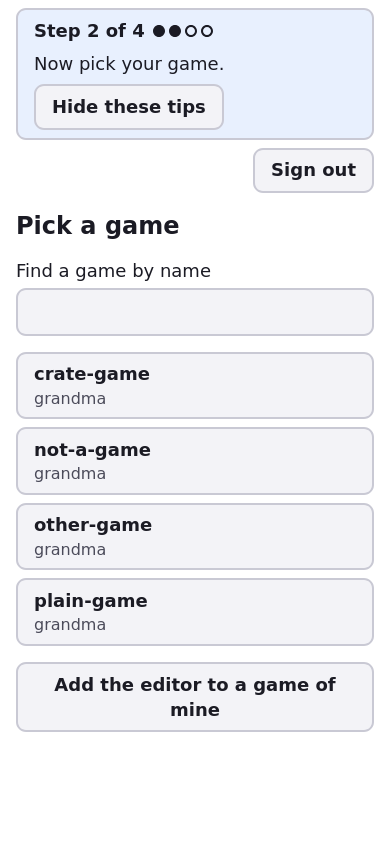 Step 2 of 4
Now pick your game.
Hide these tips
Sign out
Pick a game
Find a game by name
crate-game
grandma
not-a-game
grandma
other-game
grandma
plain-game
grandma
Add the editor to a game of
mine